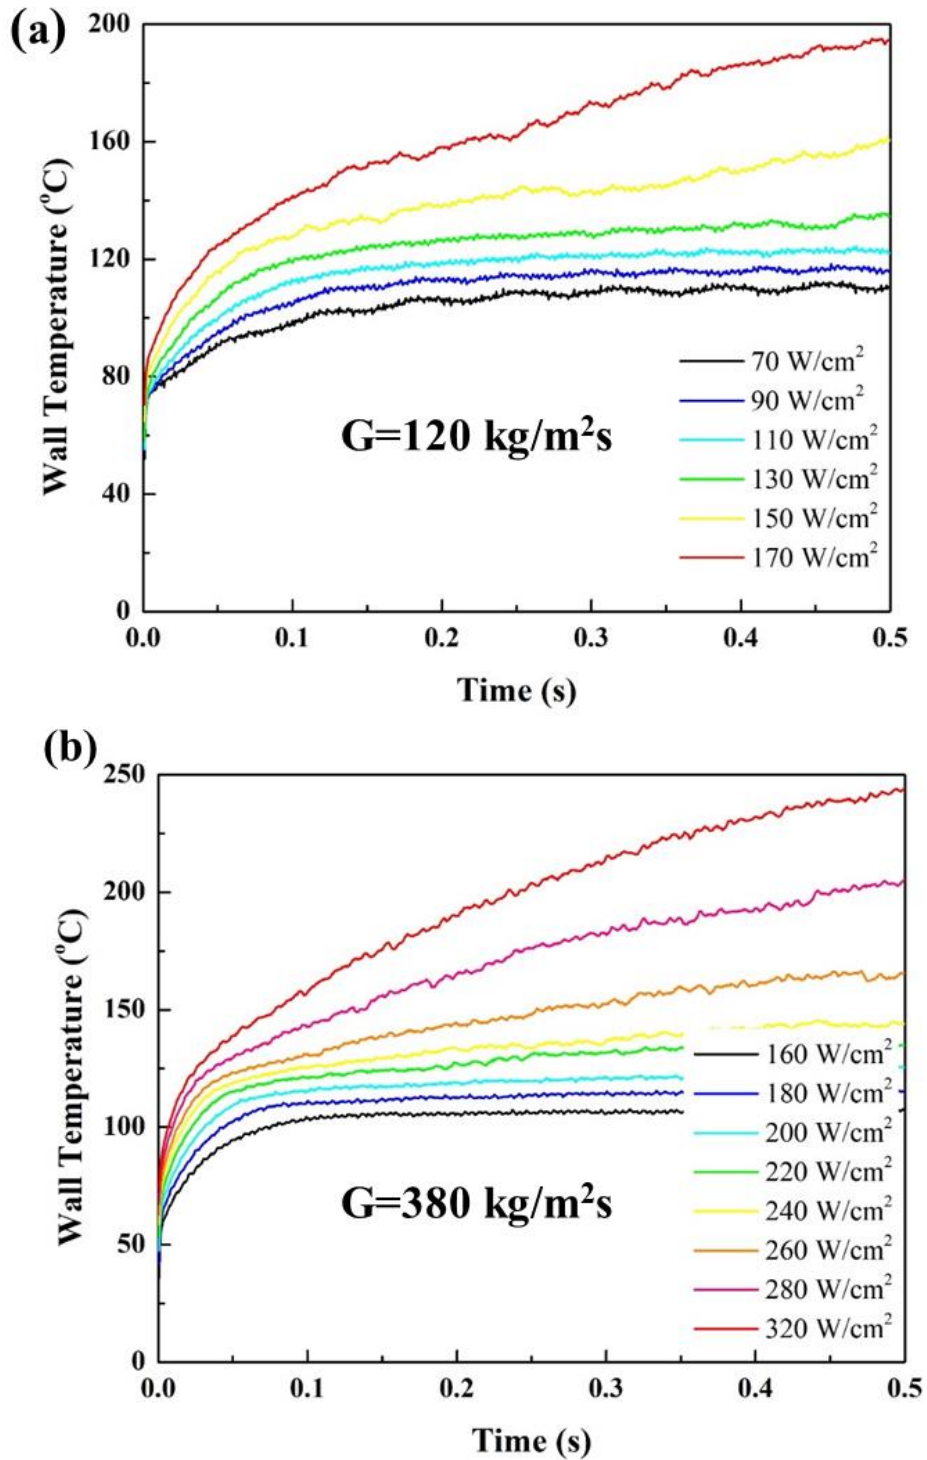 (a)
200
160
120
80
40
0
Wall Temperature (°C)
G=120 kg/m²s
70 W/cm²
90 W/cm²
110 W/cm²
130 W/cm²
150 W/cm²
170 W/cm²
0.0 0.1 0.2 0.3 0.4 0.5
Time (s)
(b)
250
200
150
100
50
0
Wall Temperature (°C)
G=380 kg/m²s
160 W/cm²
180 W/cm²
200 W/cm²
220 W/cm²
240 W/cm²
260 W/cm²
280 W/cm²
320 W/cm²
0.0 0.1 0.2 0.3 0.4 0.5
Time (s)